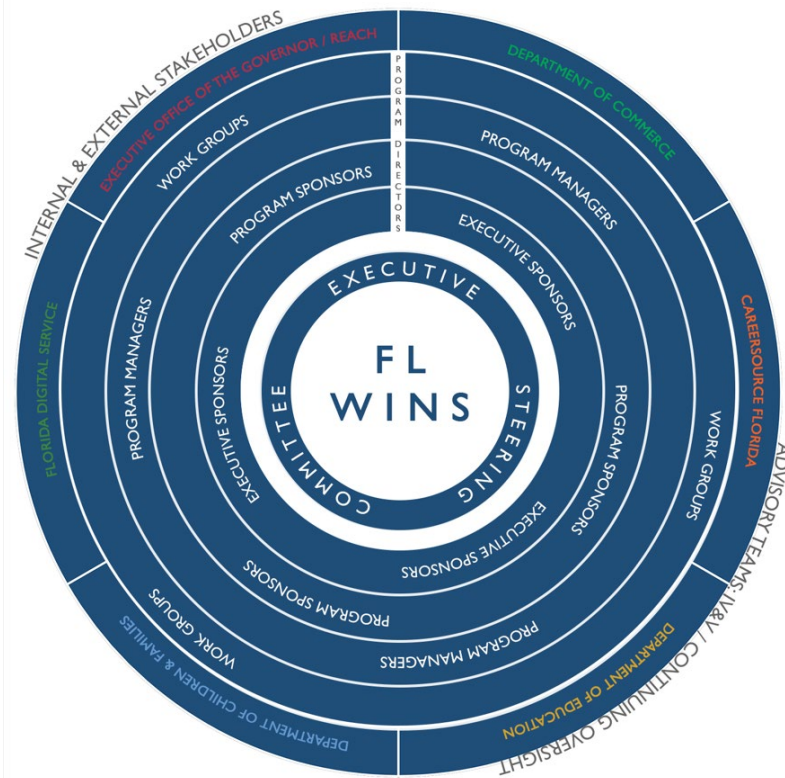 INTERNAL & EXTERNAL STAKEHOLDERS
EXECUTIVE OFFICE OF THE GOVERNOR / REACH
DEPARTMENT OF COMMERCE
CAREERSOURCE FLORIDA
DEPARTMENT OF EDUCATION
DEPARTMENT OF CHILDREN & FAMILIES
FLORIDA DIGITAL SERVICE
ADVISORY TEAMS: IV&V / CONTINUING OVERSIGHT
PROGRAM DIRECTORS
WORK GROUPS
WORK GROUPS
WORK GROUPS
PROGRAM MANAGERS
PROGRAM MANAGERS
PROGRAM MANAGERS
PROGRAM SPONSORS
PROGRAM SPONSORS
PROGRAM SPONSORS
EXECUTIVE SPONSORS
EXECUTIVE SPONSORS
EXECUTIVE SPONSORS
EXECUTIVE STEERING COMMITTEE
FL
WINS